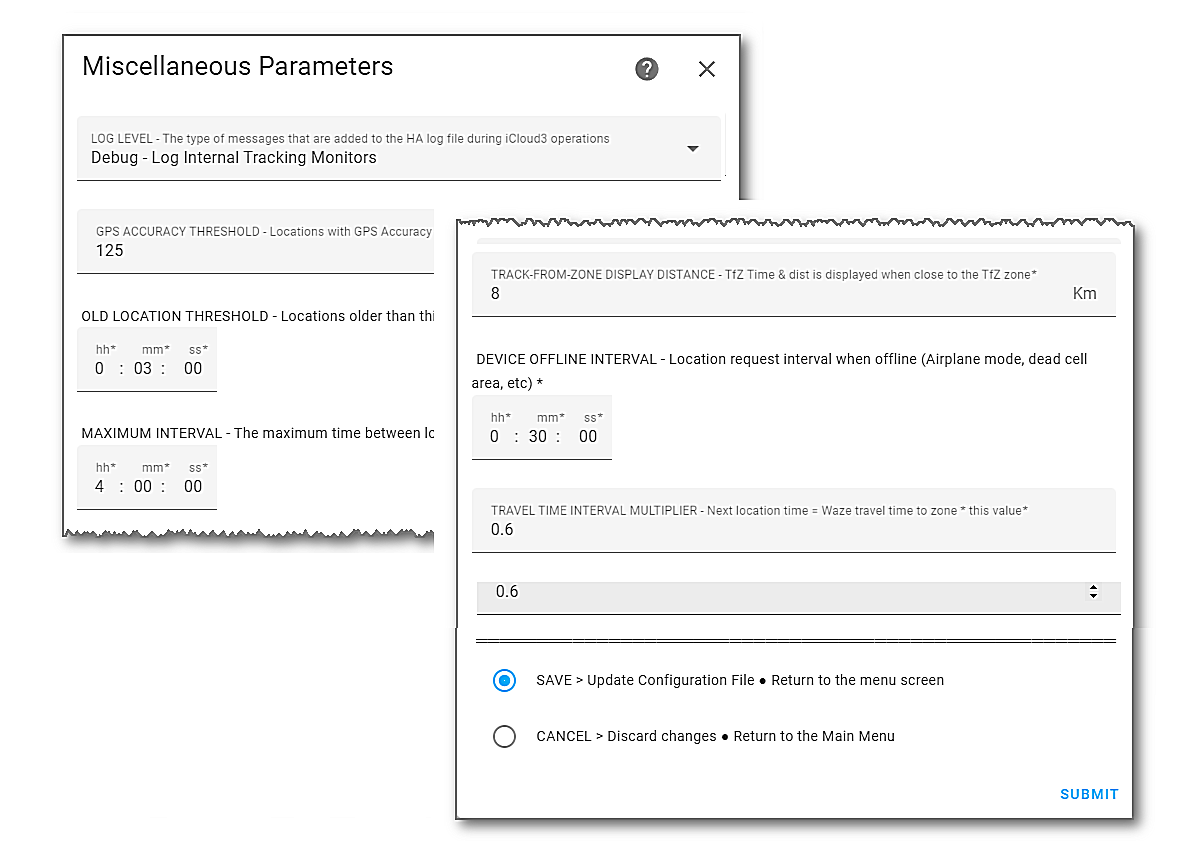 Miscellaneous Parameters
LOG LEVEL - The type of messages that are added to the HA log file during iCloud3 operations
Debug - Log Internal Tracking Monitors
GPS ACCURACY THRESHOLD - Locations with GPS Accuracy
125
OLD LOCATION THRESHOLD - Locations older than thi
hh* mm* ss*
0 : 03 : 00
MAXIMUM INTERVAL - The maximum time between lo
hh* mm* ss*
4 : 00 : 00
TRACK-FROM-ZONE DISPLAY DISTANCE - TfZ Time & dist is displayed when close to the TfZ zone*
8 Km
DEVICE OFFLINE INTERVAL - Location request interval when offline (Airplane mode, dead cell
area, etc) *
hh* mm* ss*
0 : 30 : 00
TRAVEL TIME INTERVAL MULTIPLIER - Next location time = Waze travel time to zone * this value*
0.6
0.6
SAVE > Update Configuration File ● Return to the menu screen
CANCEL > Discard changes ● Return to the Main Menu
SUBMIT